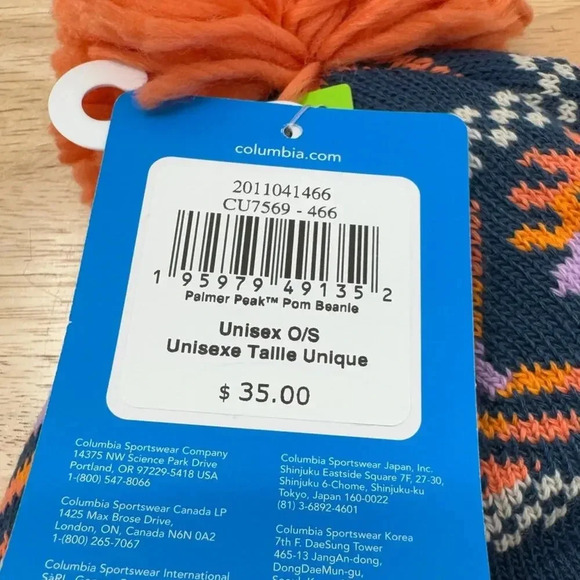 columbia.com
2011041466
CU7569 - 466
1 95979 49135 2
Palmer Peak™ Pom Beanie
Unisex O/S
Unisexe Taille Unique
$ 35.00
Columbia Sportswear Company
14375 NW Science Park Drive
Portland, OR 97229-5418 USA
1-(800) 547-8066
Columbia Sportswear Canada LP
1425 Max Brose Drive,
London, ON, Canada N6N 0A2
1-(800) 265-7067
Columbia Sportswear International
Columbia Sportswear Japan, Inc.
Shinjuku Eastside Square 7F, 27-30,
Shinjuku 6-Chome, Shinjuku-ku
Tokyo, Japan 160-0022
(81) 3-6892-4601
Columbia Sportswear Korea
7th F. DaeSung Tower
465-13 JangAn-dong,
DongDaeMun-gu,